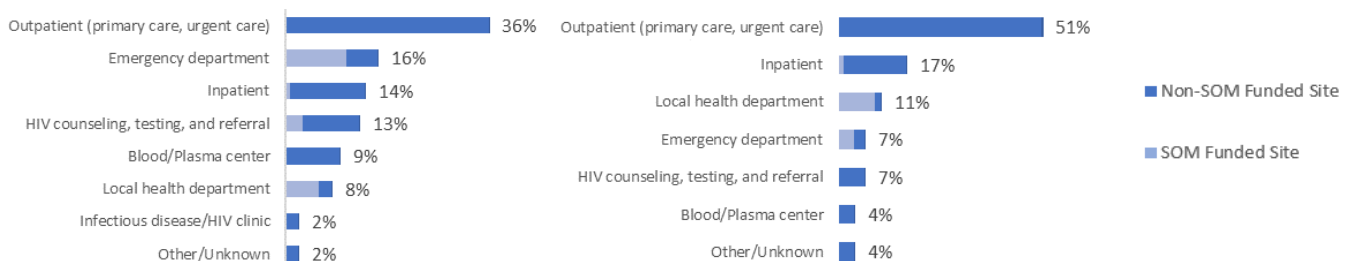 Outpatient (primary care, urgent care) 36%
Emergency department 16%
Inpatient 14%
HIV counseling, testing, and referral 13%
Blood/Plasma center 9%
Local health department 8%
Infectious disease/HIV clinic 2%
Other/Unknown 2%
Outpatient (primary care, urgent care) 51%
Inpatient 17%
Local health department 11%
Emergency department 7%
HIV counseling, testing, and referral 7%
Blood/Plasma center 4%
Other/Unknown 4%
Non-SOM Funded Site
SOM Funded Site